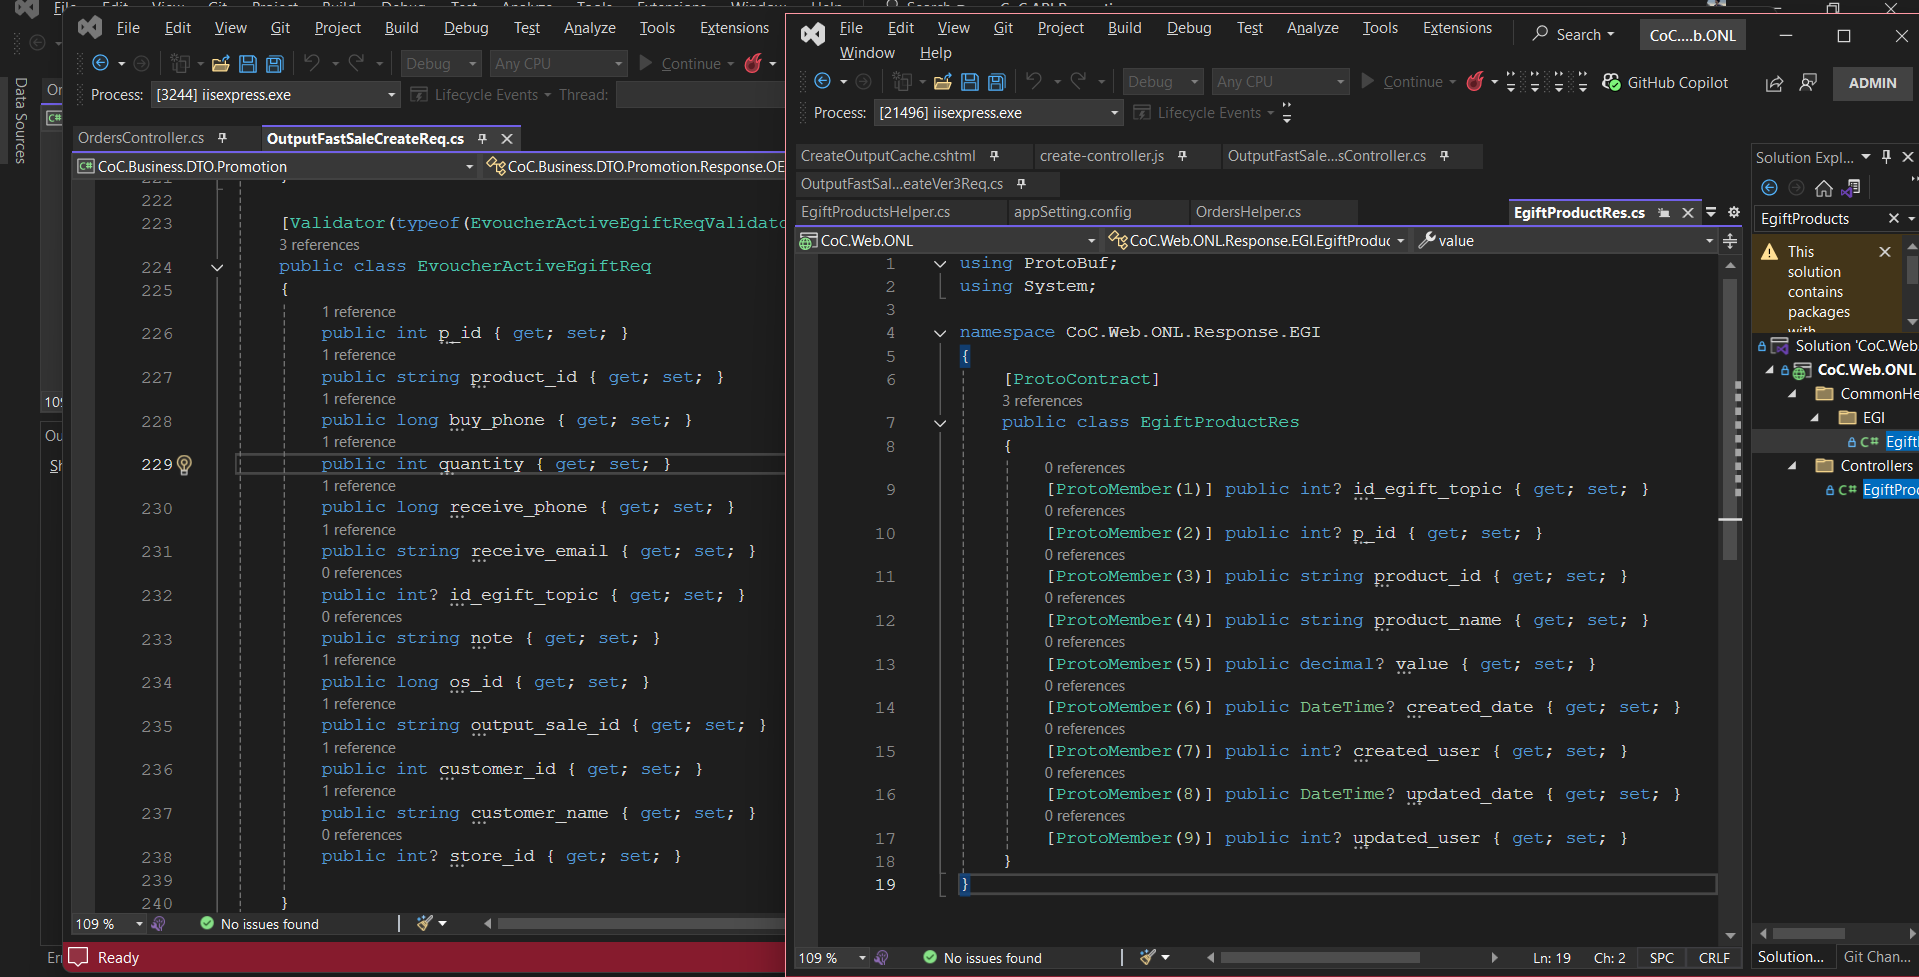 File Edit View Git Project Build Debug Test Analyze Tools Extensions
Debug Any CPU Continue
Process: [3244] iisexpress.exe Lifecycle Events Thread:
Data Sources
OrdersController.cs OutputFastSaleCreateReq.cs
CoC.Business.DTO.Promotion CoC.Business.DTO.Promotion.Response.OE
222
223 [Validator(typeof(EvoucherActiveEgiftReqValidato
3 references
224 public class EvoucherActiveEgiftReq
225 {
1 reference
226 public int p_id { get; set; }
1 reference
227 public string product_id { get; set; }
1 reference
228 public long buy_phone { get; set; }
1 reference
229 public int quantity { get; set; }
1 reference
230 public long receive_phone { get; set; }
1 reference
231 public string receive_email { get; set; }
0 references
232 public int? id_egift_topic { get; set; }
0 references
233 public string note { get; set; }
1 reference
234 public long os_id { get; set; }
1 reference
235 public string output_sale_id { get; set; }
1 reference
236 public int customer_id { get; set; }
1 reference
237 public string customer_name { get; set; }
0 references
238 public int? store_id { get; set; }
239
240 }
109 % No issues found
Ready
File Edit View Git Project Build Debug Test Analyze Tools Extensions Search CoC....b.ONL
Window Help
Debug Any CPU Continue GitHub Copilot ADMIN
Process: [21496] iisexpress.exe Lifecycle Events
CreateOutputCache.cshtml create-controller.js OutputFastSale...sController.cs
OutputFastSal...eateVer3Req.cs
EgiftProductsHelper.cs appSetting.config OrdersHelper.cs EgiftProductRes.cs
CoC.Web.ONL CoC.Web.ONL.Response.EGI.EgiftProduc value
1 using ProtoBuf;
2 using System;
3
4 namespace CoC.Web.ONL.Response.EGI
5 {
6 [ProtoContract]
3 references
7 public class EgiftProductRes
8 {
0 references
9 [ProtoMember(1)] public int? id_egift_topic { get; set; }
0 references
10 [ProtoMember(2)] public int? p_id { get; set; }
0 references
11 [ProtoMember(3)] public string product_id { get; set; }
0 references
12 [ProtoMember(4)] public string product_name { get; set; }
0 references
13 [ProtoMember(5)] public decimal? value { get; set; }
0 references
14 [ProtoMember(6)] public DateTime? created_date { get; set; }
0 references
15 [ProtoMember(7)] public int? created_user { get; set; }
0 references
16 [ProtoMember(8)] public DateTime? updated_date { get; set; }
0 references
17 [ProtoMember(9)] public int? updated_user { get; set; }
18 }
19 }
109 % No issues found Ln: 19 Ch: 2 SPC CRLF
Solution Expl...
EgiftProducts
This
solution
contains
packages
with
Solution 'CoC.Web.
CoC.Web.ONL
CommonHe
EGI
C# Egiftl
Controllers
C# EgiftProd
Solution... Git Chan...